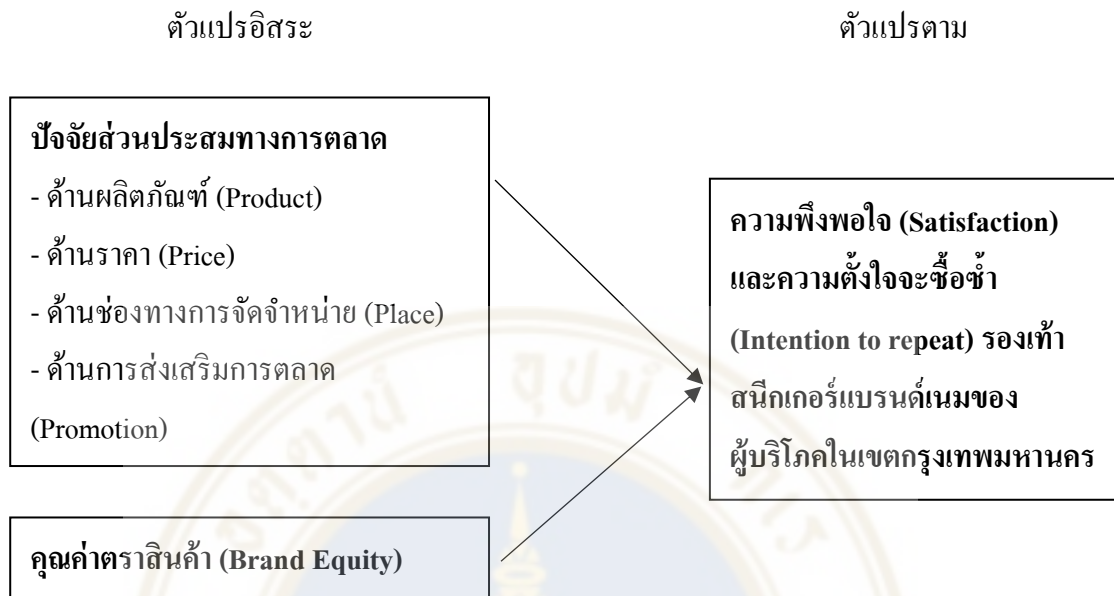 ตัวแปรอิสระ
ตัวแปรตาม
ปัจจัยส่วนประสมทางการตลาด
- ด้านผลิตภัณฑ์ (Product)
- ด้านราคา (Price)
- ด้านช่องทางการจัดจำหน่าย (Place)
- ด้านการส่งเสริมการตลาด
(Promotion)
ความพึงพอใจ (Satisfaction)
และความตั้งใจจะซื้อซ้ำ
(Intention to repeat) รองเท้า
สนีกเกอร์แบรนด์เนมของ
ผู้บริโภคในเขตกรุงเทพมหานคร
คุณค่าตราสินค้า (Brand Equity)